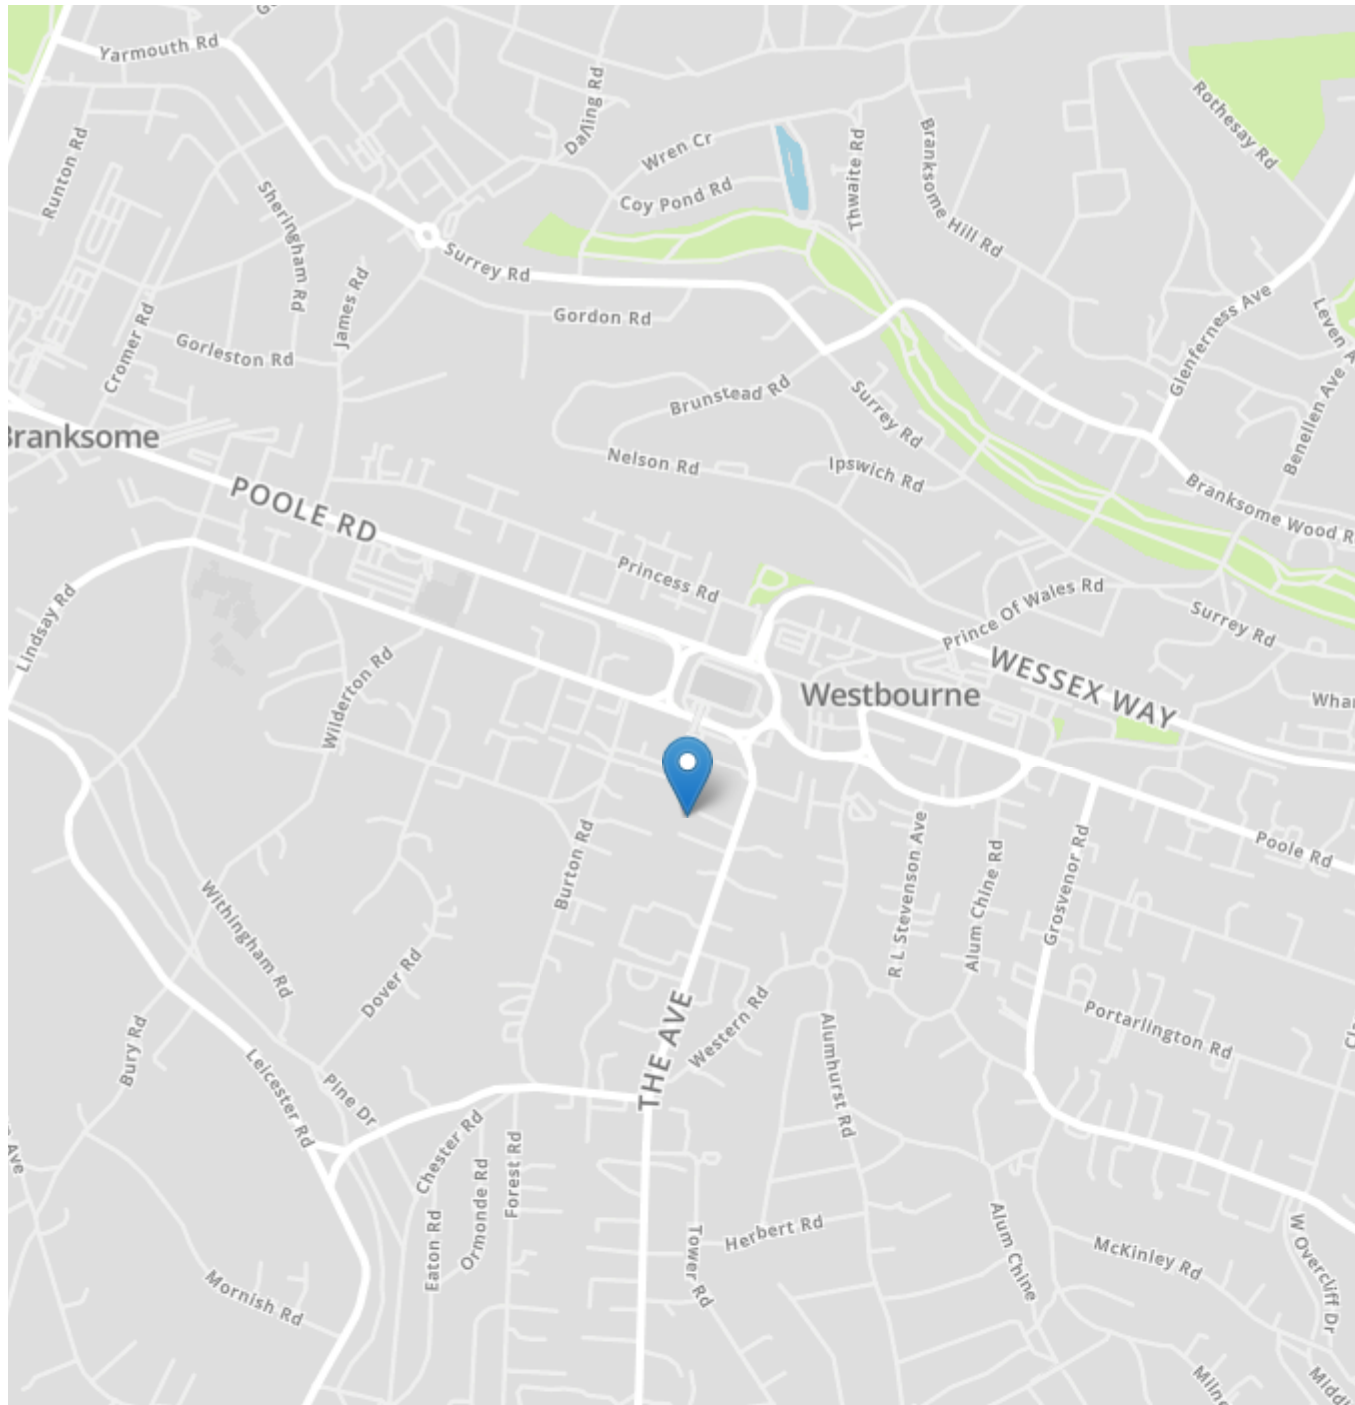 Yarmouth Rd
Runton Rd
Sheringham Rd
Wren Cr
Coy Pond Rd
Thwaite Rd
Branksome Hill Rd
Rothesay Rd
Surrey Rd
Gordon Rd
James Rd
Cromer Rd
Gorleston Rd
Glenferness Ave
Leven A
Benellen Ave
Brunstead Rd
Surrey Rd
Branksome
Nelson Rd
Ipswich Rd
Branksome Wood R
POOLE RD
Princess Rd
Prince Of Wales Rd
Surrey Rd
Lindsay Rd
Wilderton Rd
WESSEX WAY
Westbourne
Whar
Burton Rd
R L Stevenson Ave
Alum Chine Rd
Grosvenor Rd
Poole Rd
Withingham Rd
Dover Rd
THE AVE
Western Rd
Alumhurst Rd
Portarlington Rd
Bury Rd
Leicester Rd
Pine Dr
Chester Rd
Forest Rd
Ormonde Rd
Eaton Rd
Ave
Herbert Rd
Tower Rd
Alum Chine
McKinley Rd
W Overcliff Dr
Mornish Rd
Miln
Middl